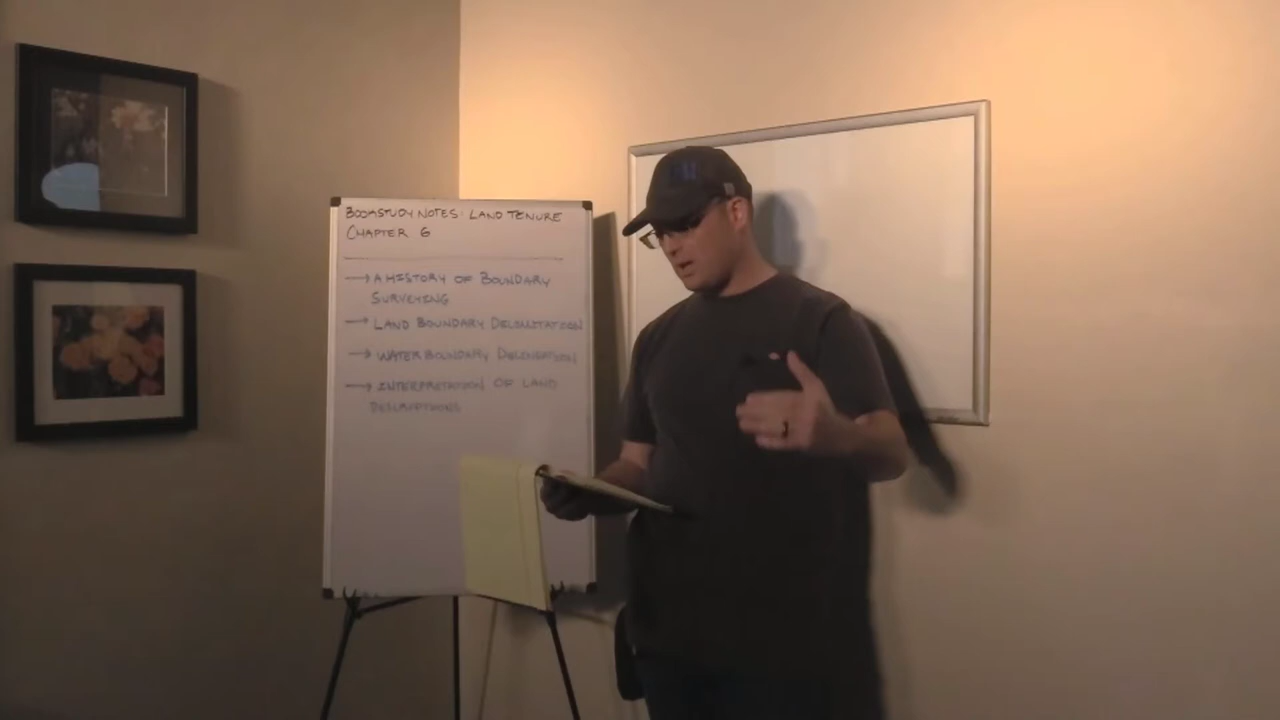 BOOKSTUDY NOTES: LAND TENURE
CHAPTER 6
→ A HISTORY OF BOUNDARY
SURVEYING
→ LAND BOUNDARY DELINEATION
→ WATER BOUNDARY DELINEATION
→ INTERPRETATION OF LAND
DESCRIPTIONS